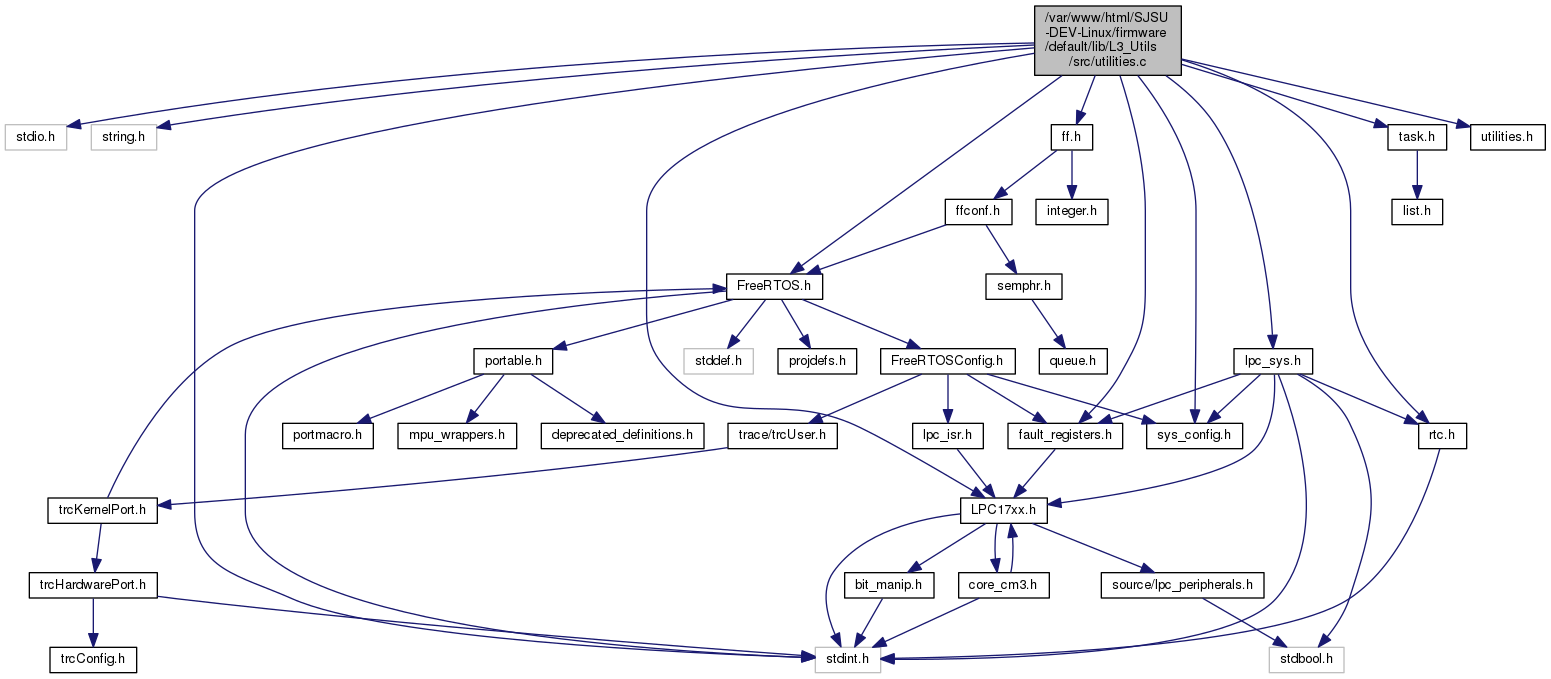 /var/www/html/SJSU
-DEV-Linux/firmware
/default/lib/L3_Utils
/src/utilities.c
stdio.h
string.h
ff.h
task.h
utilities.h
ffconf.h
integer.h
list.h
FreeRTOS.h
semphr.h
portable.h
stddef.h
projdefs.h
FreeRTOSConfig.h
queue.h
lpc_sys.h
portmacro.h
mpu_wrappers.h
deprecated_definitions.h
trace/trcUser.h
lpc_isr.h
fault_registers.h
sys_config.h
rtc.h
trcKernelPort.h
LPC17xx.h
trcHardwarePort.h
bit_manip.h
core_cm3.h
source/lpc_peripherals.h
trcConfig.h
stdint.h
stdbool.h